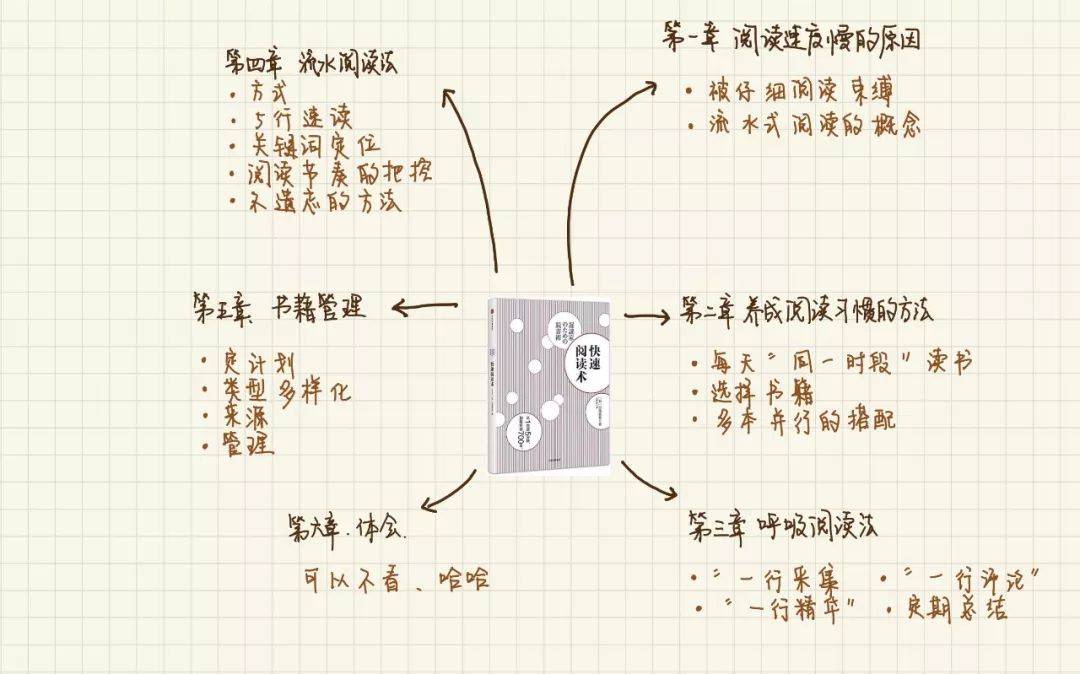 第一章 阅读速度慢的原因
· 被仔细阅读束缚
· 流水式阅读的概念
第二章 养成阅读习惯的方法
· 每天“同一时段”读书
· 选择书籍
· 多本并行的搭配
第三章 呼吸阅读法
· “一行采集 · “一行评论”
· “一行精华” · 定期总结
第四章 流水阅读法
· 方式
· 5行速读
· 关键词定位
· 阅读节奏的把控
· 不遗忘的方法
第五章、书籍管理
· 定计划
· 类型多样化
· 来源
· 管理
第六章.体会.
可以不看、哈哈
快速
阅读术